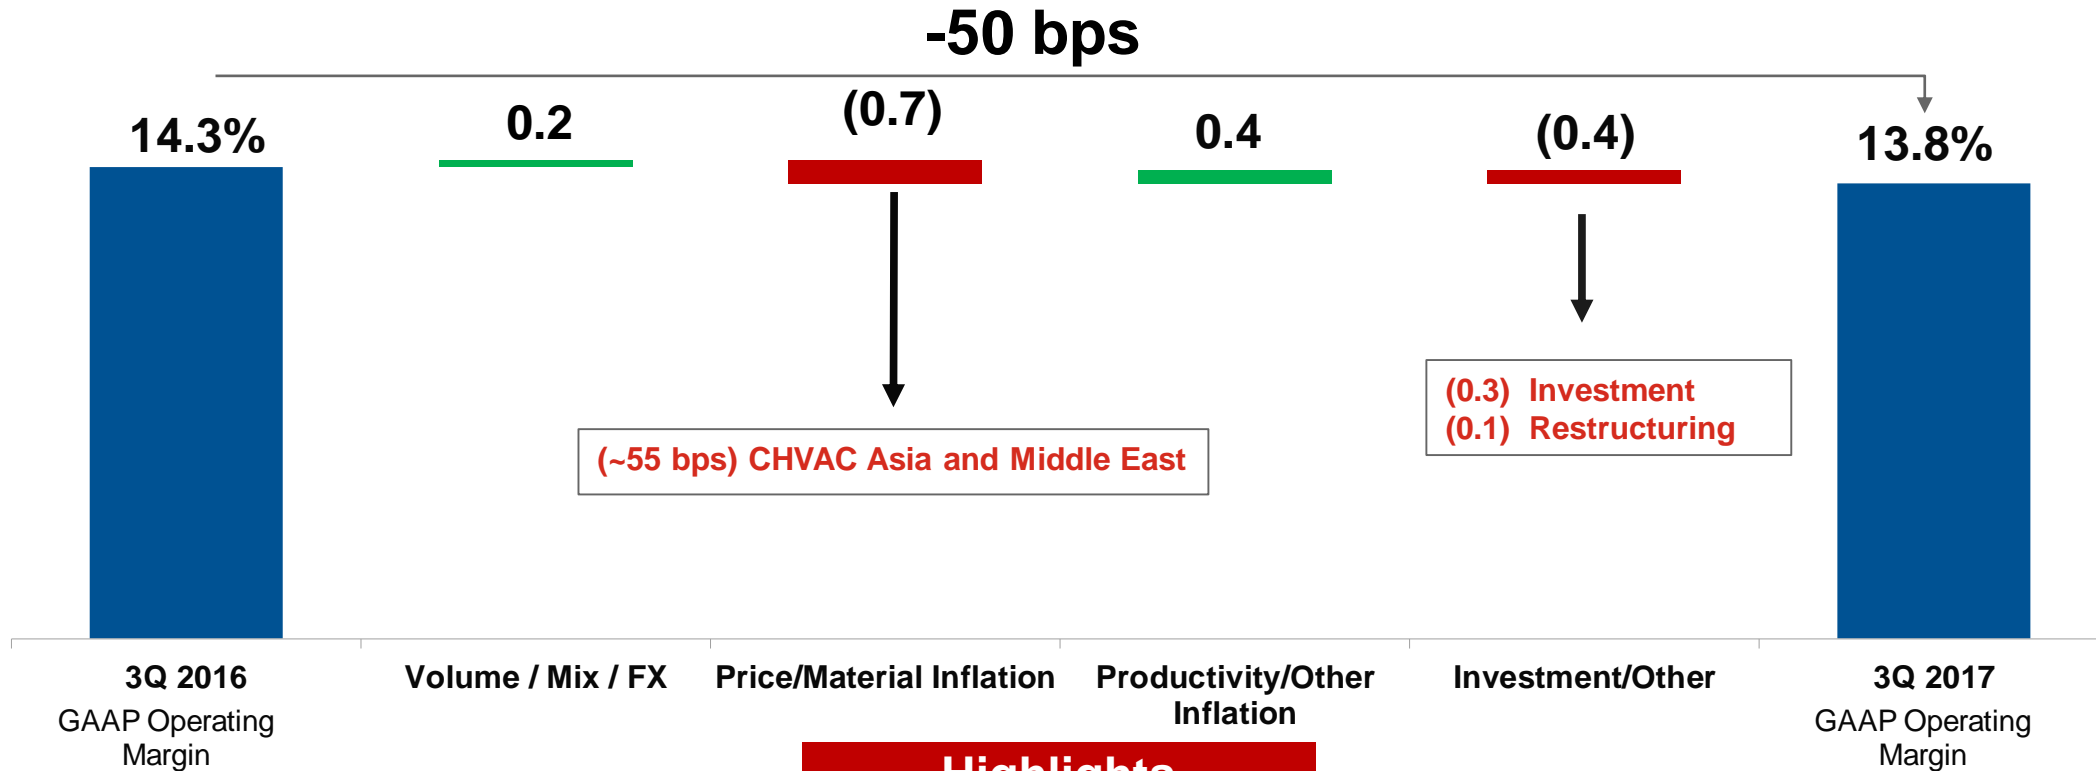 -50 bps
14.3%
0.2
(0.7)
0.4
(0.4)
13.8%
(0.3) Investment
(0.1) Restructuring
(~55 bps) CHVAC Asia and Middle East
3Q 2016
GAAP Operating
Margin
Volume / Mix / FX
Price/Material Inflation
Productivity/Other
Inflation
Investment/Other
3Q 2017
GAAP Operating
Margin
Highlights